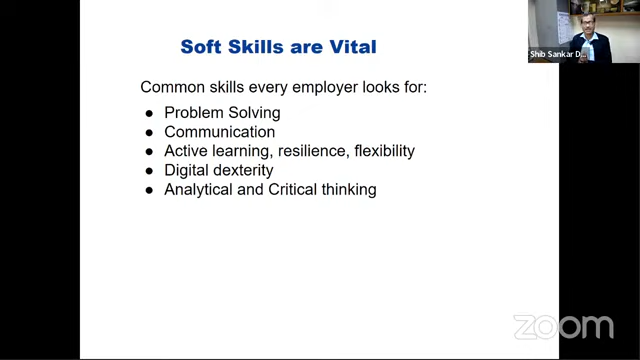 Soft Skills are Vital
Shib Sankar D...
Common skills every employer looks for:
● Problem Solving
● Communication
● Active learning, resilience, flexibility
● Digital dexterity
● Analytical and Critical thinking
zoom